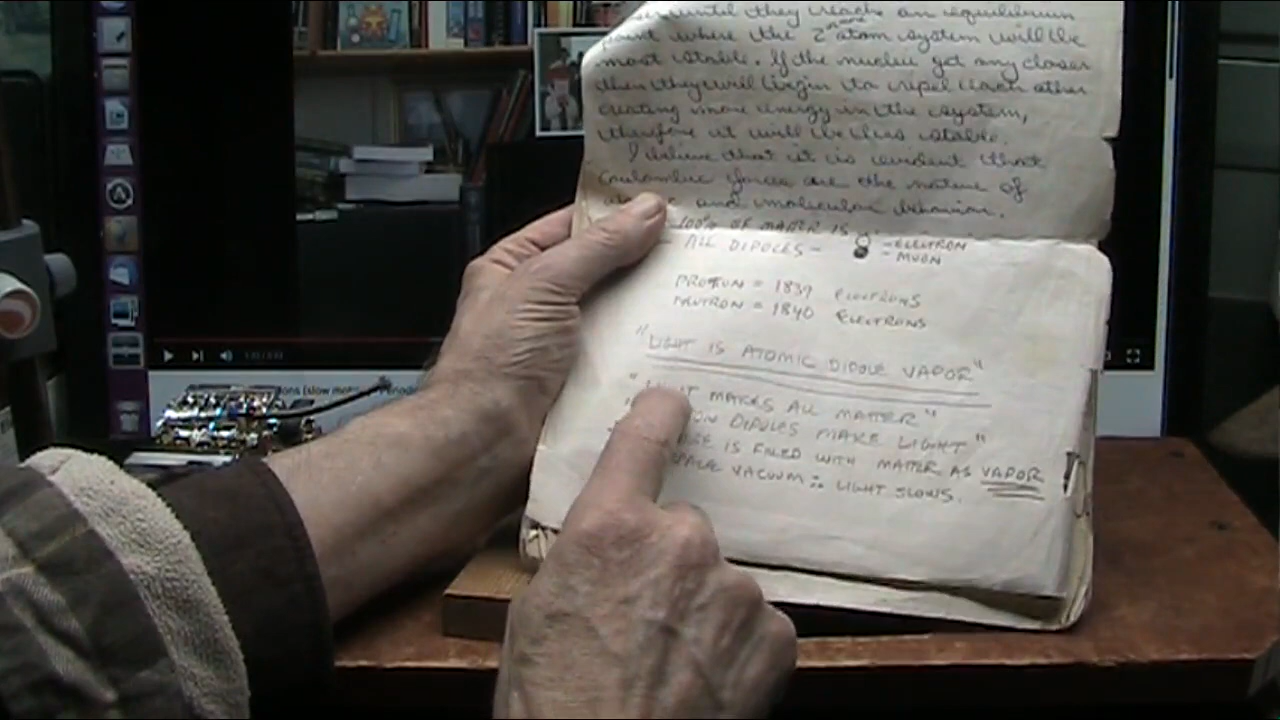 until they reach an equilibrium
point where the 2 atom system will be
most stable. If the nuclei get any closer
then they will begin to repel each other
creating more energy in the system,
therefore it will be less stable.
I believe that it is evident that
coulombic forces are the nature of
and molecular behavior.
100% OF MATTER IS
ALL DIPOLES - - ELECTRON
- MUON
PROTON = 1839 ELECTRONS
NEUTRON = 1840 ELECTRONS
"LIGHT IS ATOMIC DIPOLE VAPOR"
"LIGHT MAKES ALL MATTER"
DIPOLES MAKE LIGHT"
IS FILLED WITH MATTER AS VAPOR
VACUUM ∴ LIGHT SLOWS.